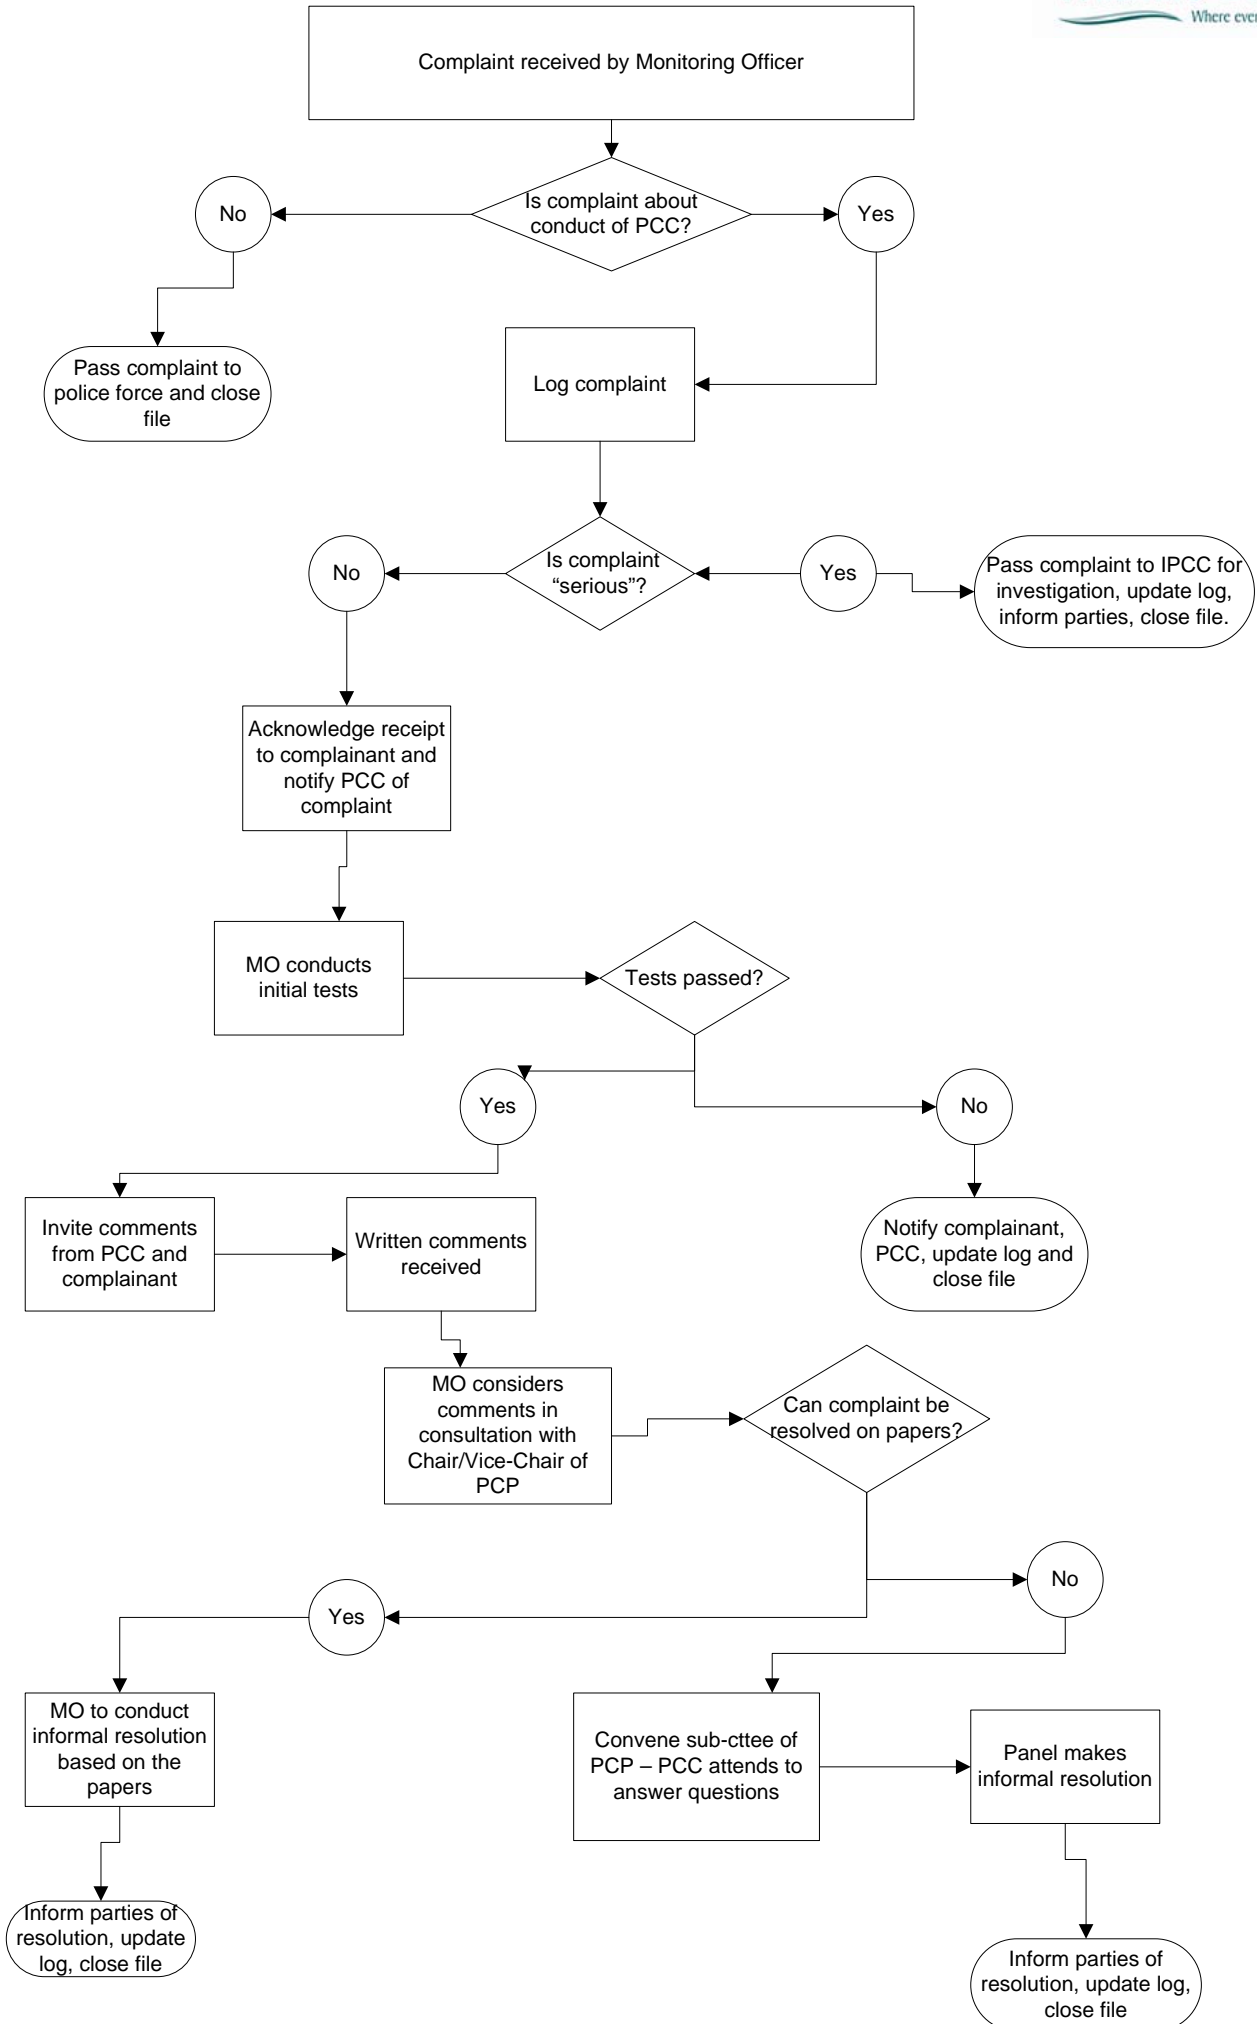 Where ever
Complaint received by Monitoring Officer
Is complaint about
conduct of PCC?
No
Yes
Pass complaint to
police force and close
file
Log complaint
Is complaint
“serious”?
No
Yes
Pass complaint to IPCC for
investigation, update log,
inform parties, close file.
Acknowledge receipt
to complainant and
notify PCC of
complaint
MO conducts
initial tests
Tests passed?
Yes
No
Invite comments
from PCC and
complainant
Written comments
received
Notify complainant,
PCC, update log and
close file
MO considers
comments in
consultation with
Chair/Vice-Chair of
PCP
Can complaint be
resolved on papers?
No
Yes
MO to conduct
informal resolution
based on the
papers
Convene sub-cttee of
PCP – PCC attends to
answer questions
Panel makes
informal resolution
Inform parties of
resolution, update
log, close file
Inform parties of
resolution, update log,
close file